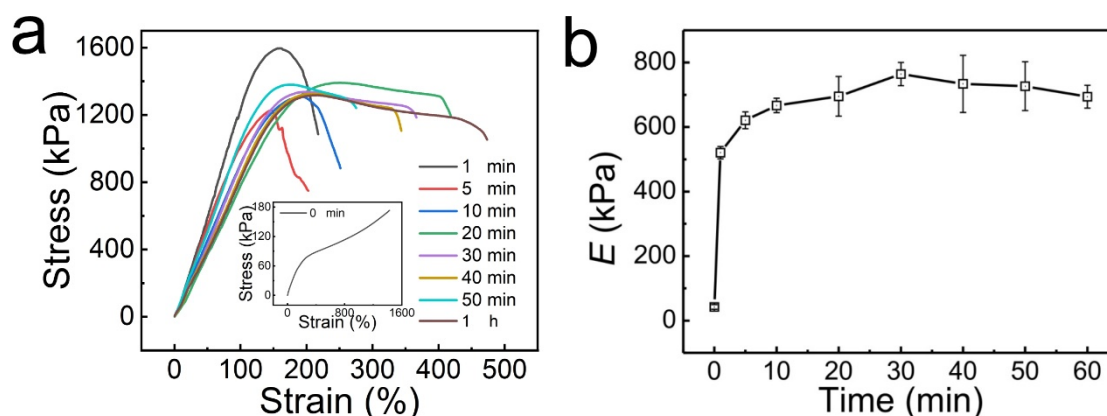 a
Stress (kPa)
1600
1200
800
400
0
0 100 200 300 400 500
Strain (%)
1 min
5 min
10 min
20 min
30 min
40 min
50 min
1 h
0 min
Stress (kPa)
180
120
60
0
0 800 1600
Strain (%)
b
E (kPa)
800
600
400
200
0
0 10 20 30 40 50 60
Time (min)